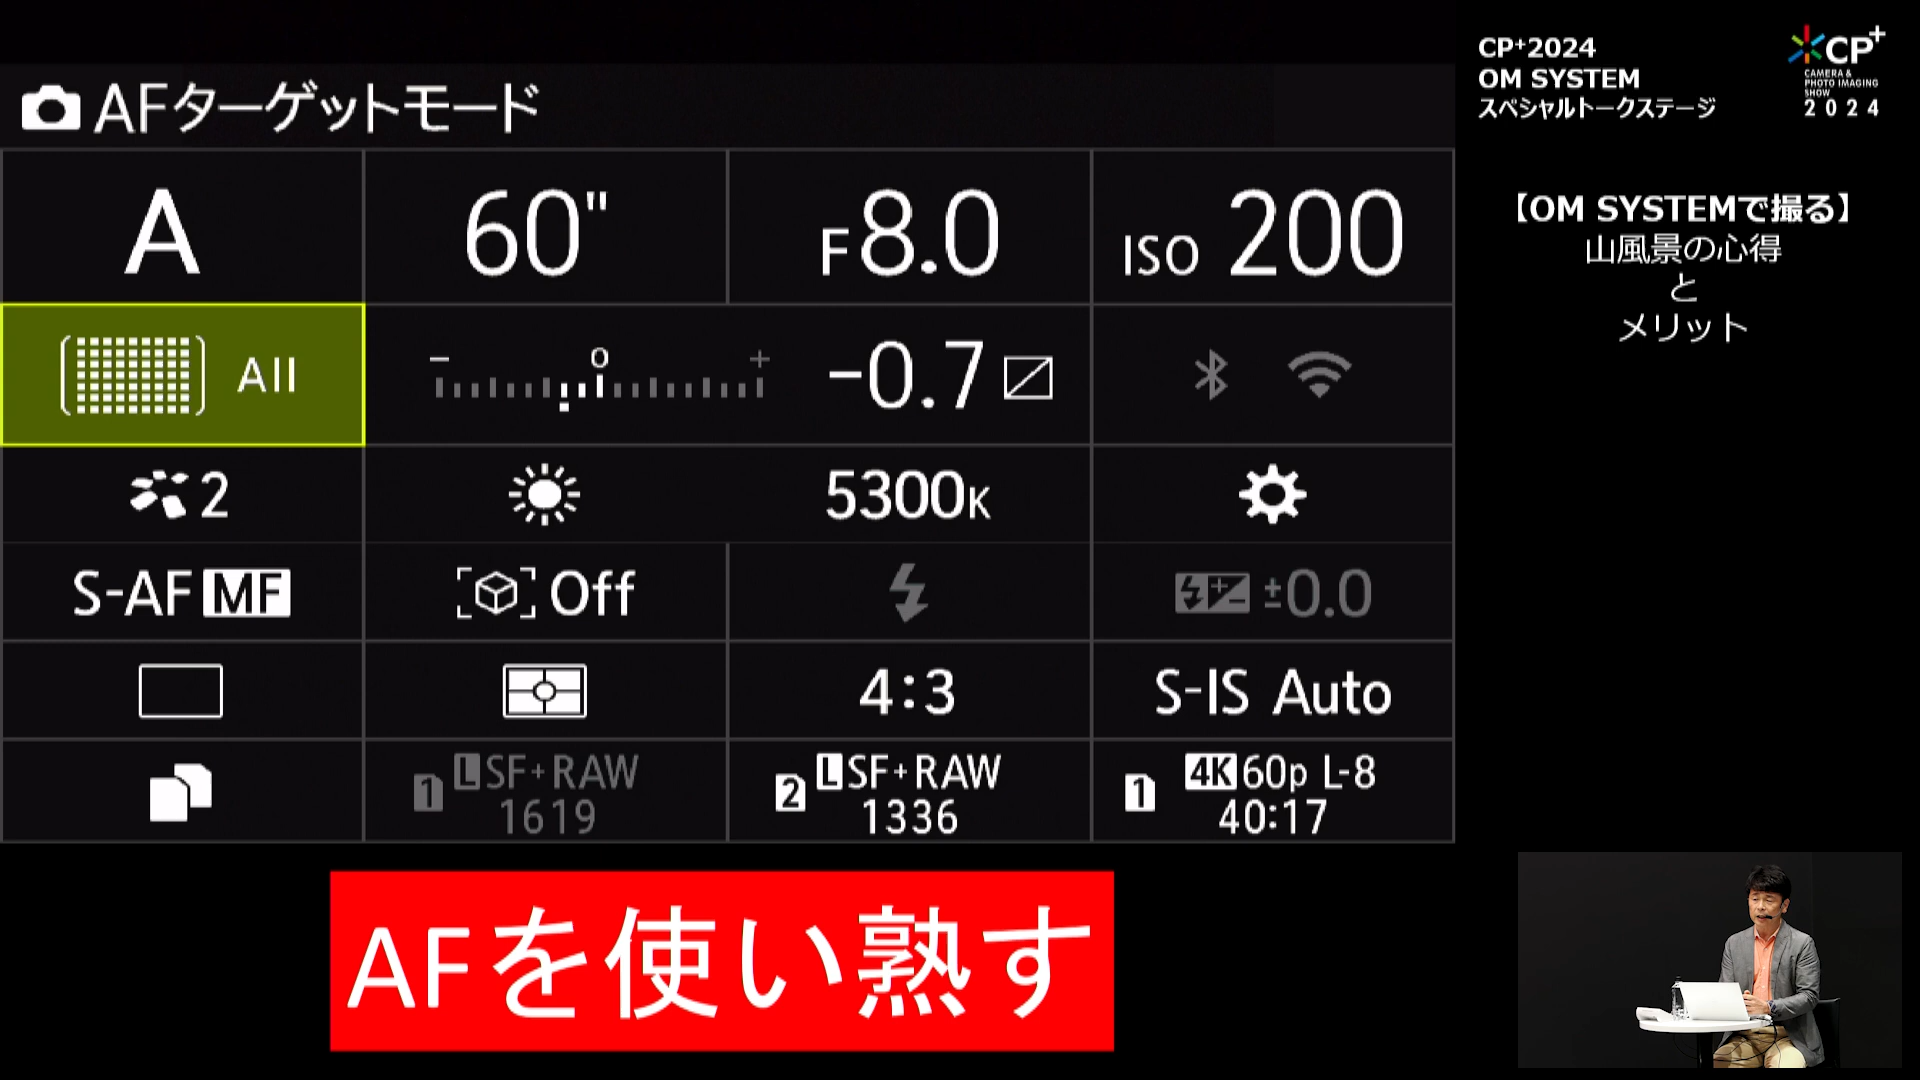 AFターゲットモード
A 60" F8.0 ISO 200
All − 0 + −0.7
2 5300K
S-AF MF Off ±0.0
4:3 S-IS Auto
1 LSF+RAW 1619
2 LSF+RAW 1336
1 4K 60p L-8 40:17
AFを使い熟す
CP+2024
OM SYSTEM
スペシャルトークステージ
CP+
CAMERA &
PHOTO IMAGING
SHOW
2024
【OM SYSTEMで撮る】
山風景の心得
と
メリット